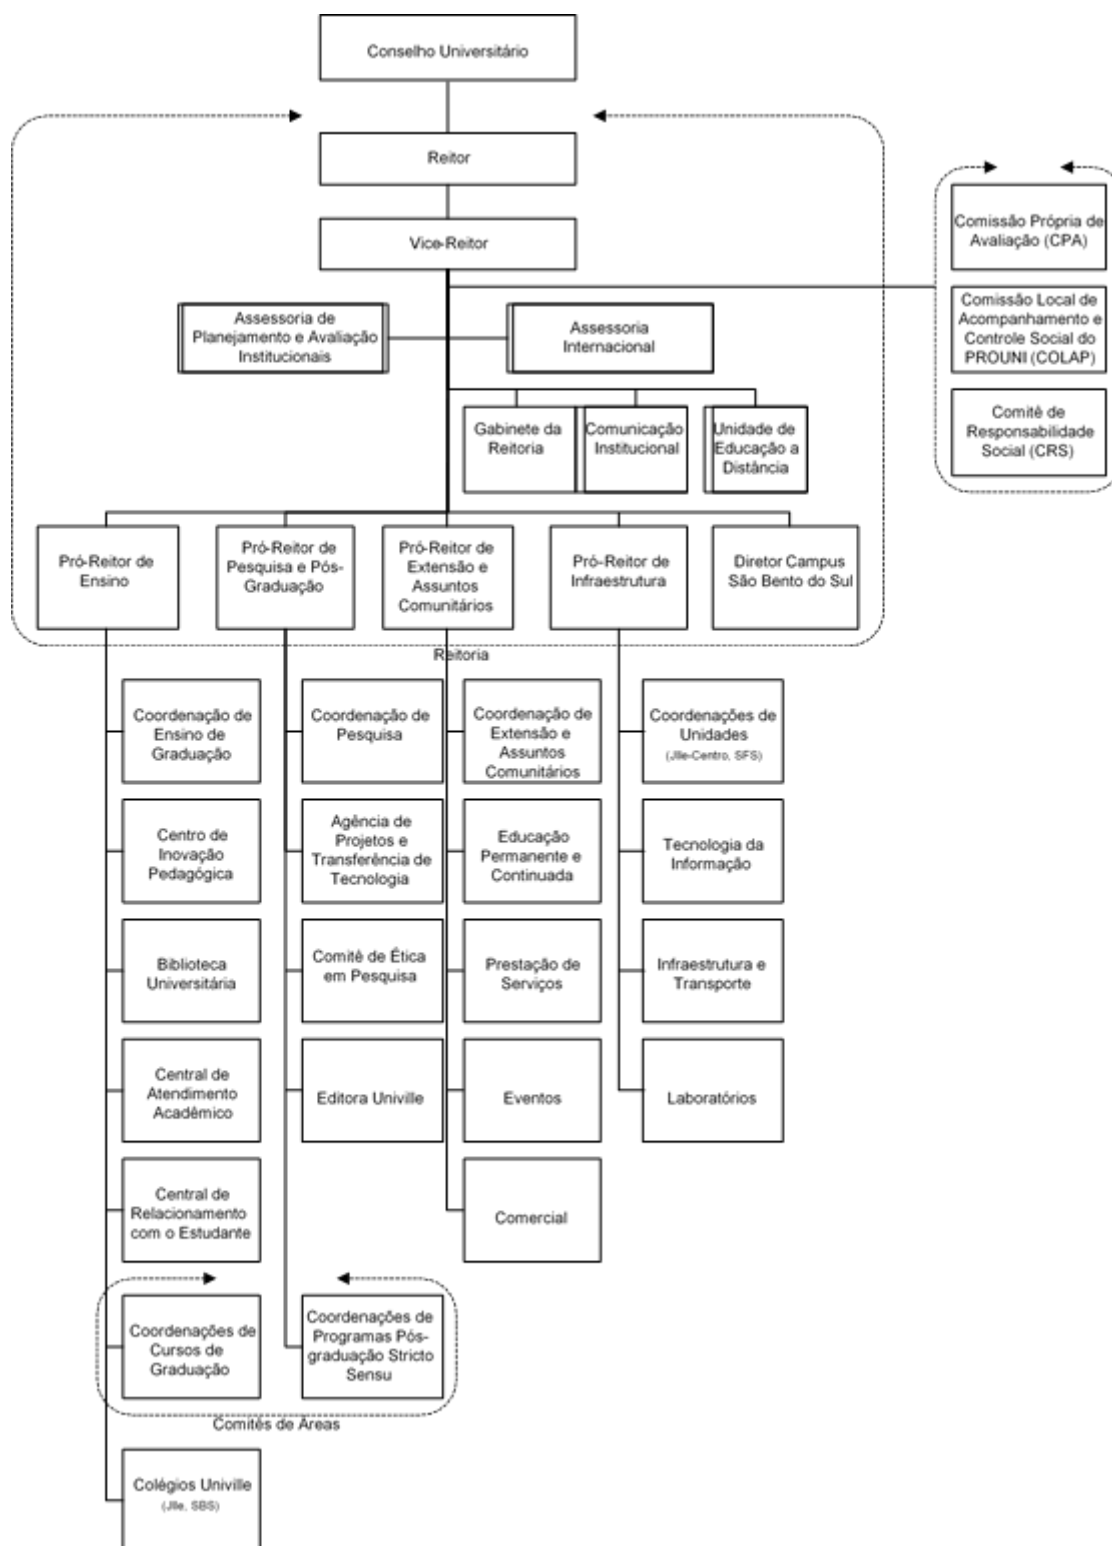 Conselho Universitário
Reitor
Vice-Reitor
Comissão Própria de
Avaliação (CPA)
Comissão Local de
Acompanhamento e
Controle Social do
PROUNI (COLAP)
Comitê de
Responsabilidade
Social (CRS)
Assessoria de
Planejamento e Avaliação
Institucionais
Assessoria
Internacional
Gabinete da
Reitoria
Comunicação
Institucional
Unidade de
Educação a
Distância
Pró-Reitor de
Ensino
Pró-Reitor de
Pesquisa e Pós-
Graduação
Pró-Reitor de
Extensão e
Assuntos
Comunitários
Pró-Reitor de
Infraestrutura
Diretor Campus
São Bento do Sul
Reitoria
Coordenação de
Ensino de
Graduação
Coordenação de
Pesquisa
Coordenação de
Extensão e
Assuntos
Comunitários
Coordenações de
Unidades
(Jlle-Centro, SFS)
Centro de
Inovação
Pedagógica
Agência de
Projetos e
Transferência de
Tecnologia
Educação
Permanente e
Continuada
Tecnologia da
Informação
Biblioteca
Universitária
Comitê de Ética
em Pesquisa
Prestação de
Serviços
Infraestrutura e
Transporte
Central de
Atendimento
Acadêmico
Editora Univille
Eventos
Laboratórios
Central de
Relacionamento
com o Estudante
Comercial
Coordenações de
Cursos de
Graduação
Coordenações de
Programas Pós-
graduação Stricto
Sensu
Comitês de Áreas
Colégios Univille
(Jlle, SBS)